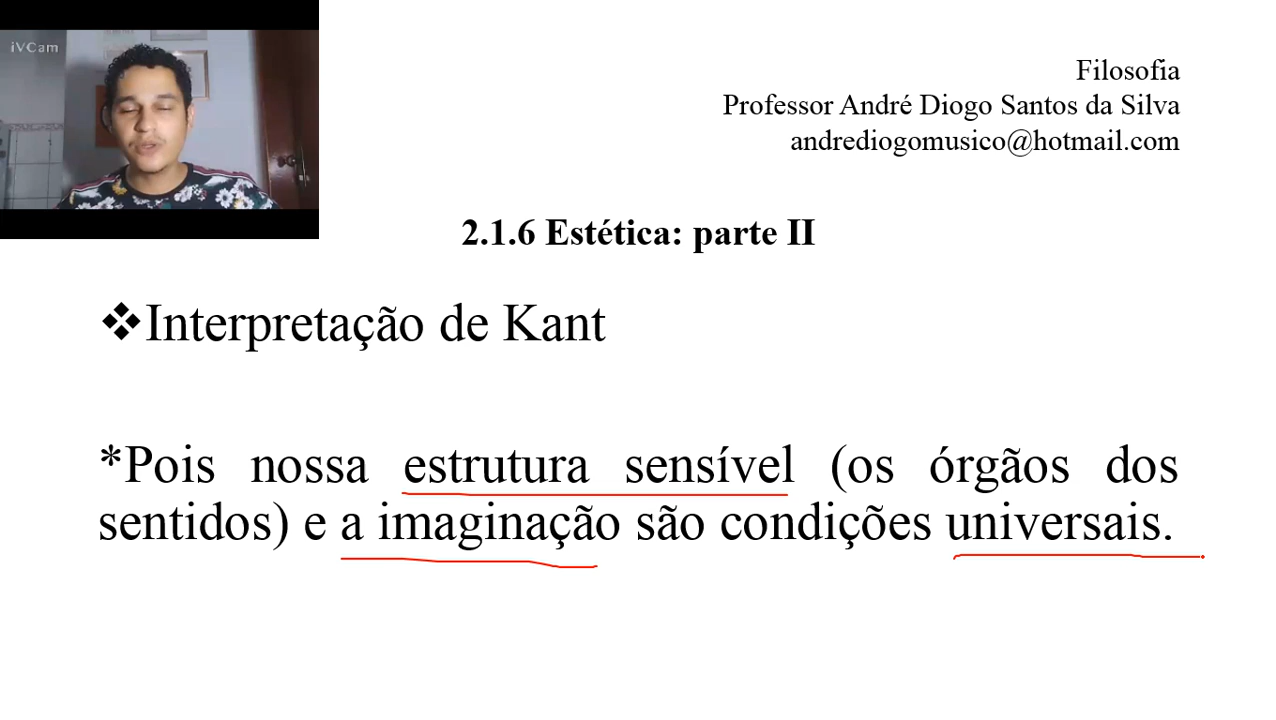 iVCam
Filosofia
Professor André Diogo Santos da Silva
andrediogomusico@hotmail.com
2.1.6 Estética: parte II
❖Interpretação de Kant
*Pois nossa estrutura sensível (os órgãos dos
sentidos) e a imaginação são condições universais.